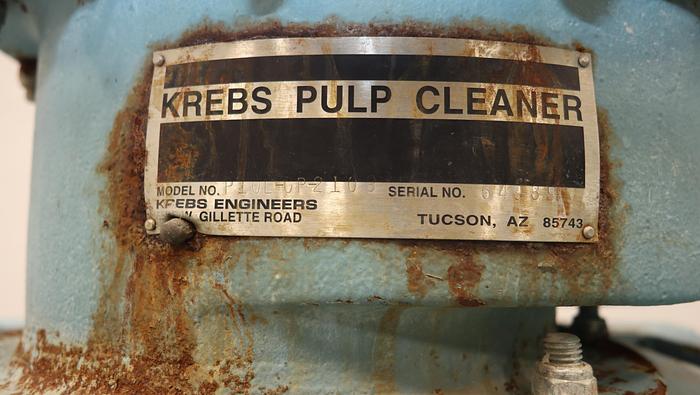 KREBS PULP CLEANER
MODEL NO. SERIAL NO.
KREBS ENGINEERS
W. GILLETTE ROAD TUCSON, AZ 85743